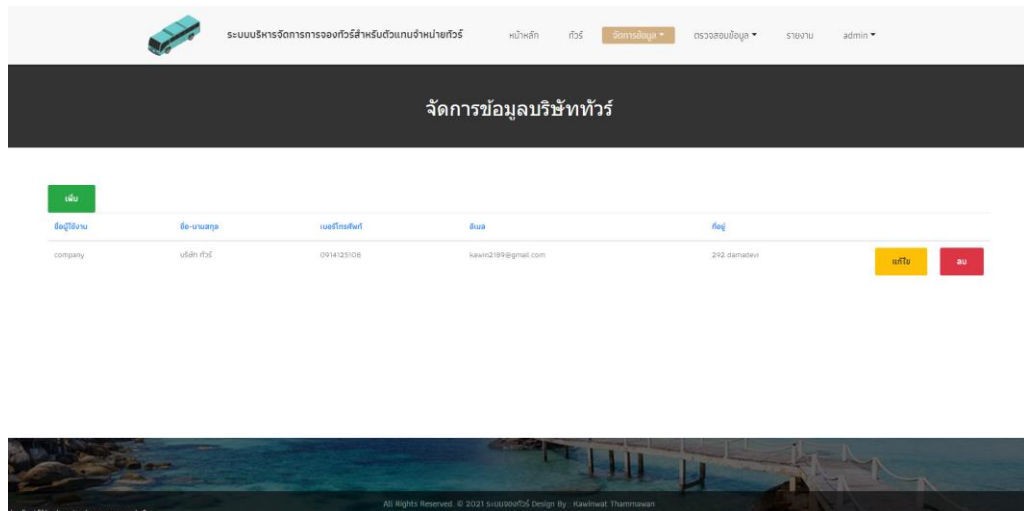 ระบบบริหารจัดการการจองทัวร์สำหรับตัวแทนจำหน่ายทัวร์ หน้าหลัก ทัวร์ จัดการข้อมูล ตรวจสอบข้อมูล รายงาน admin
จัดการข้อมูลบริษัททัวร์
เพิ่ม
ชื่อผู้ใช้งาน ชื่อ-นามสกุล เบอร์โทรศัพท์ อีเมล ที่อยู่
company บริษัท ทัวร์ 0914125108 kawin2189@gmail.com 292 damadevi แก้ไข ลบ
All Rights Reserved. © 2021 ระบบจองทัวร์ Design By : Kawinwat Thammawan